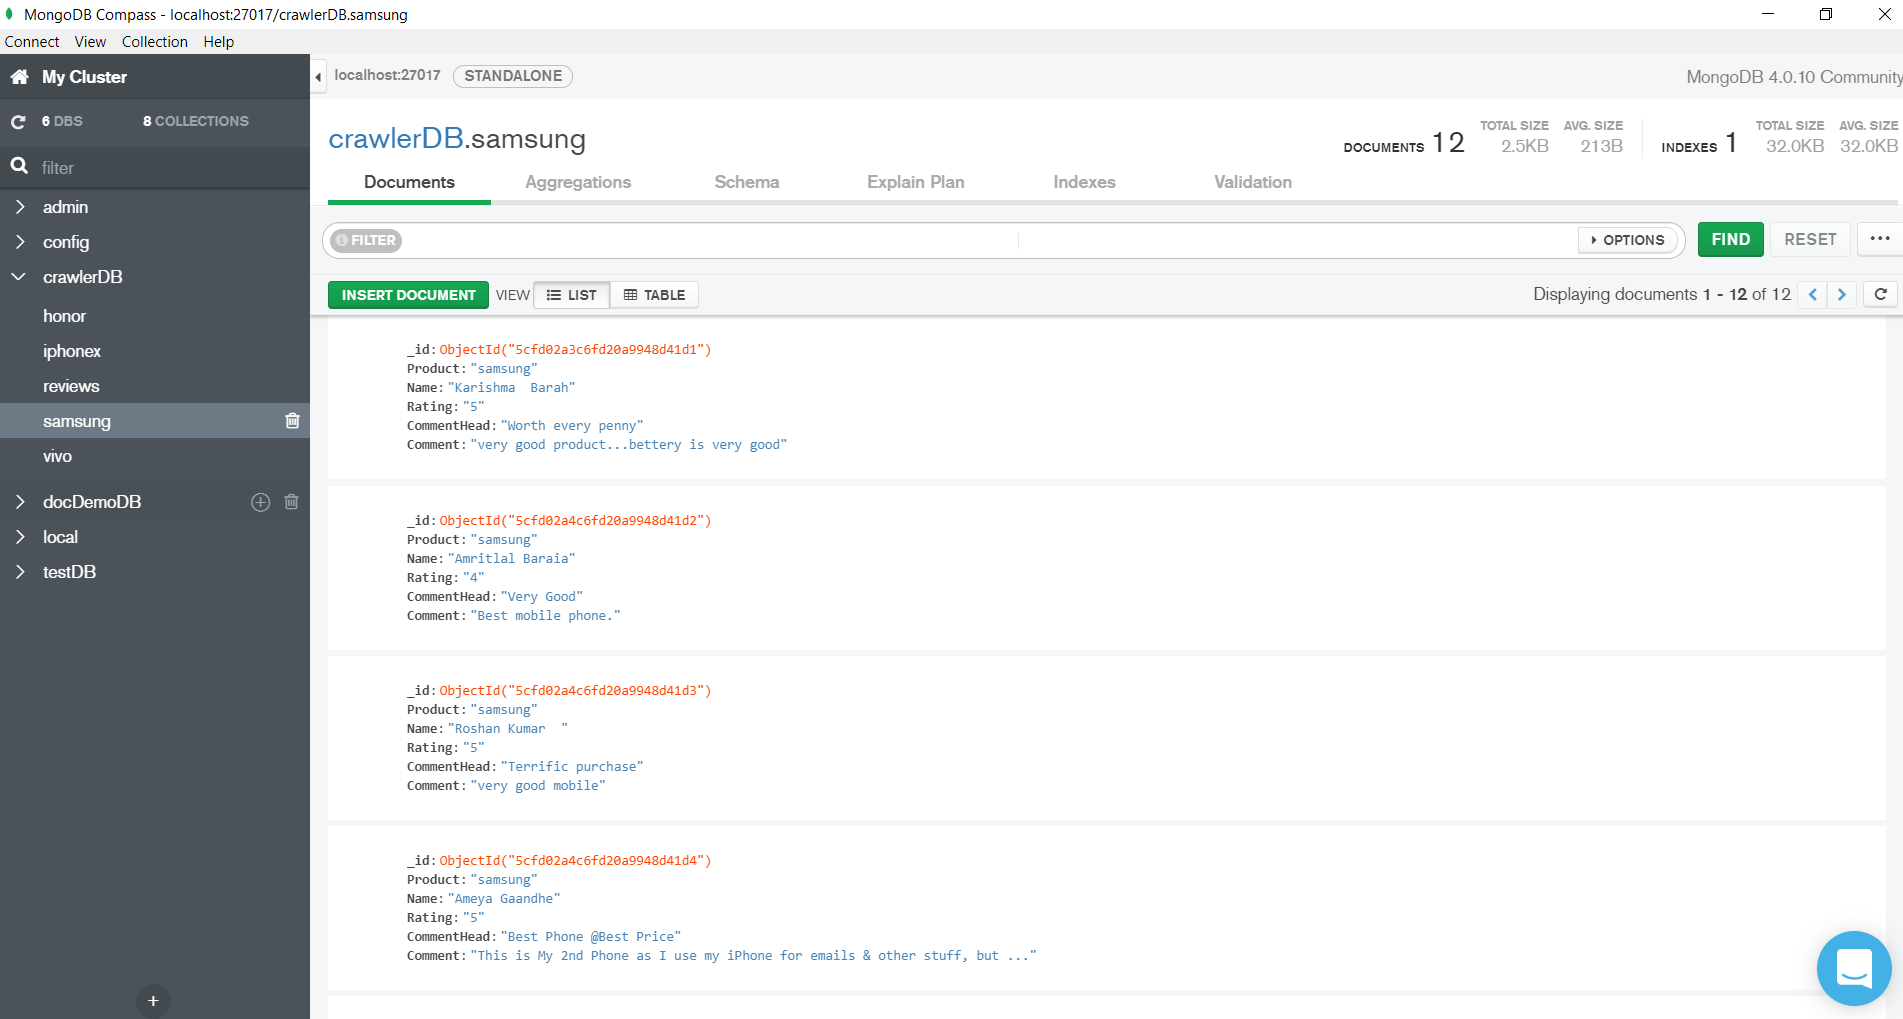 MongoDB Compass - localhost:27017/crawlerDB.samsung
Connect View Collection Help
My Cluster
6 DBS 8 COLLECTIONS
filter
admin
config
crawlerDB
honor
iphonex
reviews
samsung
vivo
docDemoDB
local
testDB
localhost:27017 STANDALONE
MongoDB 4.0.10 Community
crawlerDB.samsung
DOCUMENTS 12 TOTAL SIZE 2.5KB AVG. SIZE 213B INDEXES 1 TOTAL SIZE 32.0KB AVG. SIZE 32.0KB
Documents Aggregations Schema Explain Plan Indexes Validation
FILTER OPTIONS FIND RESET ...
INSERT DOCUMENT VIEW LIST TABLE
Displaying documents 1 - 12 of 12
_id: ObjectId("5cfd02a3c6fd20a9948d41d1")
Product: "samsung"
Name: "Karishma  Barah"
Rating: "5"
CommentHead: "Worth every penny"
Comment: "very good product...bettery is very good"
_id: ObjectId("5cfd02a4c6fd20a9948d41d2")
Product: "samsung"
Name: "Amritlal Baraia"
Rating: "4"
CommentHead: "Very Good"
Comment: "Best mobile phone."
_id: ObjectId("5cfd02a4c6fd20a9948d41d3")
Product: "samsung"
Name: "Roshan Kumar  "
Rating: "5"
CommentHead: "Terrific purchase"
Comment: "very good mobile"
_id: ObjectId("5cfd02a4c6fd20a9948d41d4")
Product: "samsung"
Name: "Ameya Gaandhe"
Rating: "5"
CommentHead: "Best Phone @Best Price"
Comment: "This is My 2nd Phone as I use my iPhone for emails & other stuff, but ..."